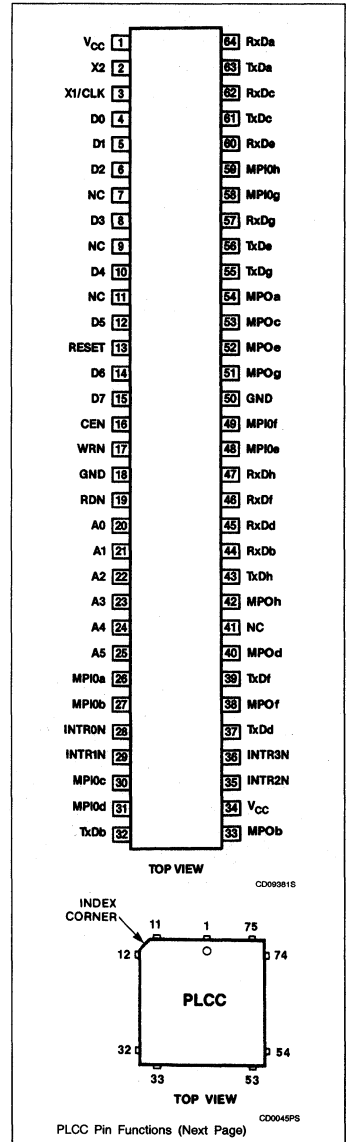 VCC 1 64 RxDa
X2 2 63 TxDa
X1/CLK 3 62 RxDc
D0 4 61 TxDc
D1 5 60 RxDe
D2 6 59 MPI0h
NC 7 58 MPI0g
D3 8 57 RxDg
NC 9 56 TxDe
D4 10 55 TxDg
NC 11 54 MPOa
D5 12 53 MPOc
RESET 13 52 MPOe
D6 14 51 MPOg
D7 15 50 GND
CEN 16 49 MPI0f
WRN 17 48 MPI0e
GND 18 47 RxDh
RDN 19 46 RxDf
A0 20 45 RxDd
A1 21 44 RxDb
A2 22 43 TxDh
A3 23 42 MPOh
A4 24 41 NC
A5 25 40 MPOd
MPI0a 26 39 TxDf
MPI0b 27 38 MPOf
INTR0N 28 37 TxDd
INTR1N 29 36 INTR3N
MPI0c 30 35 INTR2N
MPI0d 31 34 VCC
TxDb 32 33 MPOb
TOP VIEW
CD09381S
INDEX
CORNER
11 1 75
12 74
PLCC
32 54
33 53
TOP VIEW
CD0045PS
PLCC Pin Functions (Next Page)